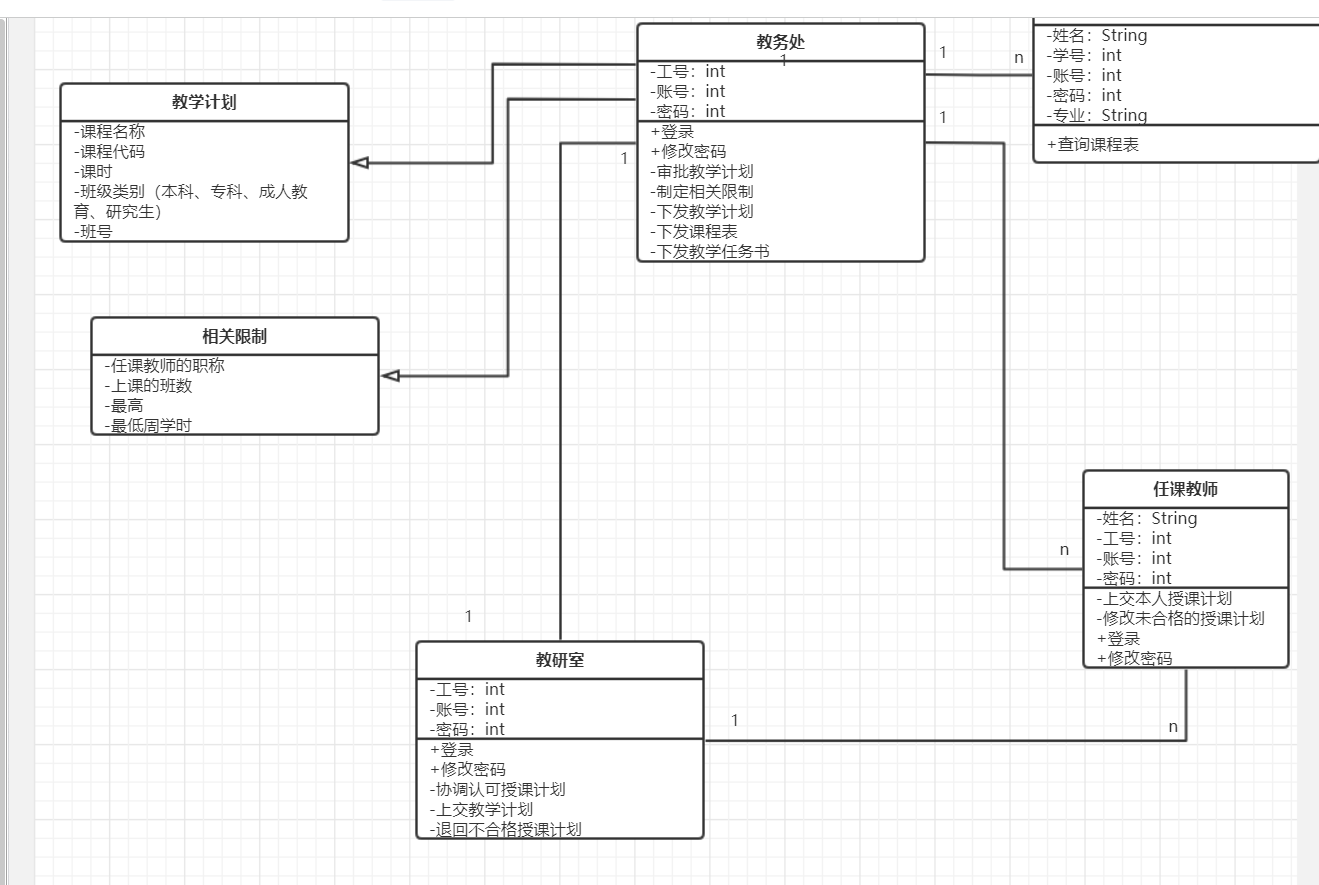 教务处
1
-工号：int
-账号：int
-密码：int
+登录
+修改密码
-审批教学计划
-制定相关限制
-下发教学计划
-下发课程表
-下发教学任务书
1
n
-姓名：String
-学号：int
-账号：int
-密码：int
-专业：String
+查询课程表
教学计划
-课程名称
-课程代码
-课时
-班级类别（本科、专科、成人教
育、研究生）
-班号
1
1
相关限制
-任课教师的职称
-上课的班数
-最高
-最低周学时
任课教师
-姓名：String
-工号：int
-账号：int
-密码：int
-上交本人授课计划
-修改未合格的授课计划
+登录
+修改密码
n
1
教研室
-工号：int
-账号：int
-密码：int
+登录
+修改密码
-协调认可授课计划
-上交教学计划
-退回不合格授课计划
1
n